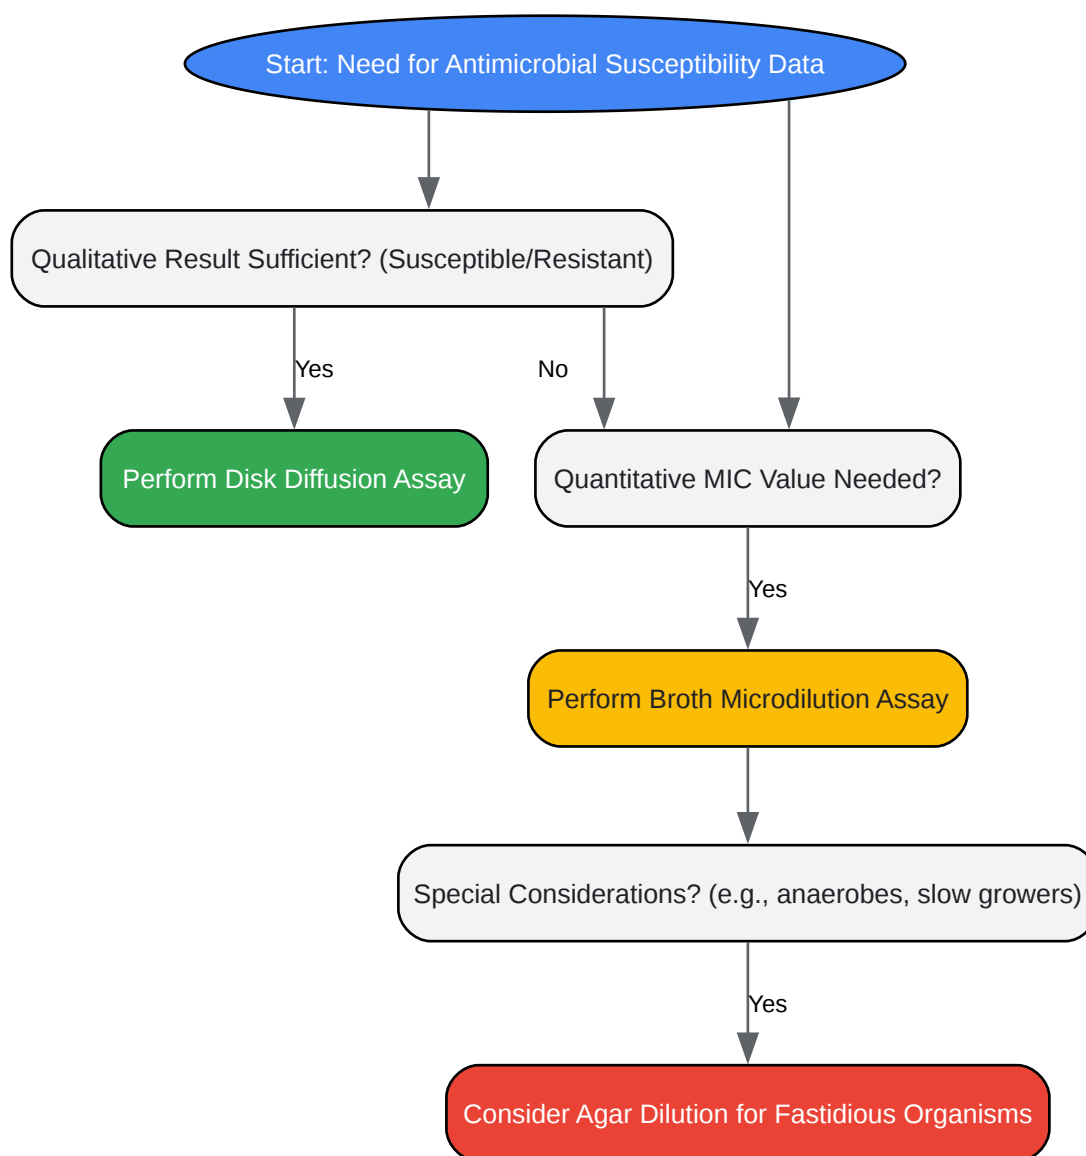 Start: Need for Antimicrobial Susceptibility Data
Qualitative Result Sufficient? (Susceptible/Resistant)
Yes
No
Perform Disk Diffusion Assay
Quantitative MIC Value Needed?
Yes
Perform Broth Microdilution Assay
Special Considerations? (e.g., anaerobes, slow growers)
Yes
Consider Agar Dilution for Fastidious Organisms